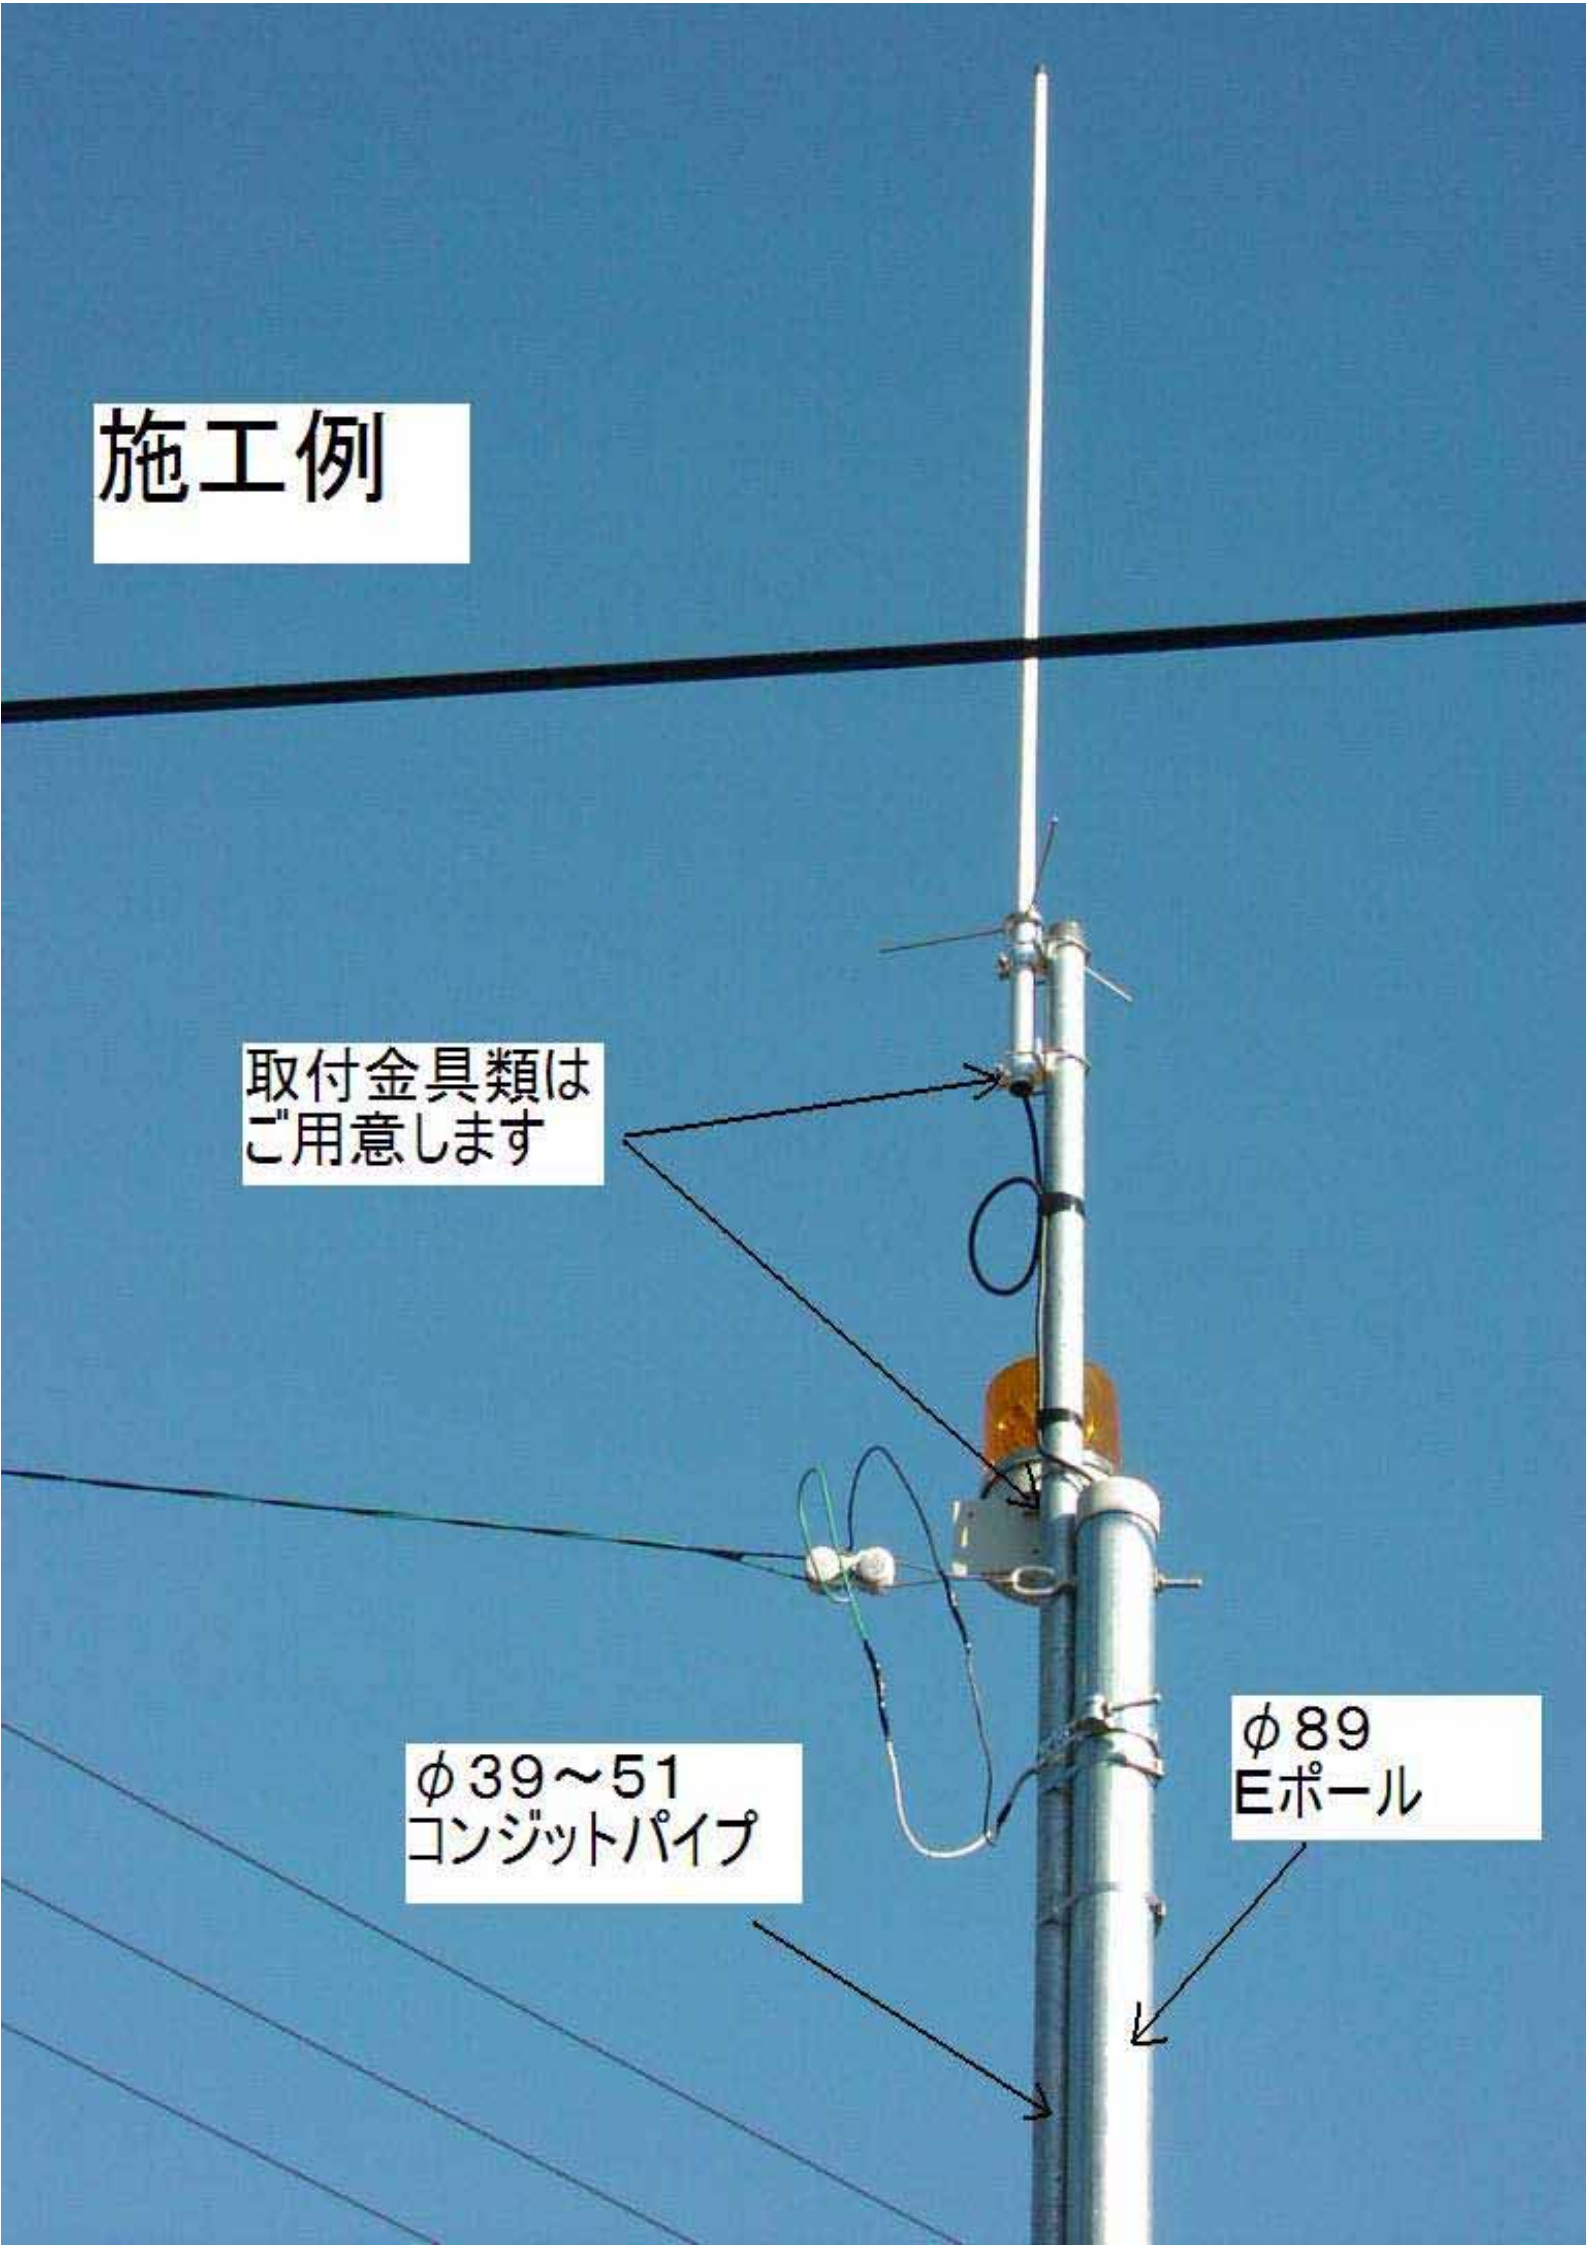 施工例
取付金具類は
ご用意します
φ39～51
コンジットパイプ
φ89
Eポール